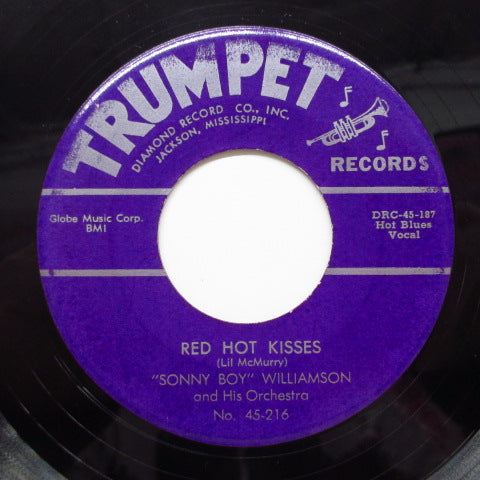 TRUMPET
DIAMOND RECORD CO., INC.
JACKSON, MISSISSIPPI
RECORDS
Globe Music Corp.
BMI
DRC-45-187
Hot Blues
Vocal
RED HOT KISSES
(Lil McMurry)
"SONNY BOY" WILLIAMSON
and His Orchestra
No. 45-216